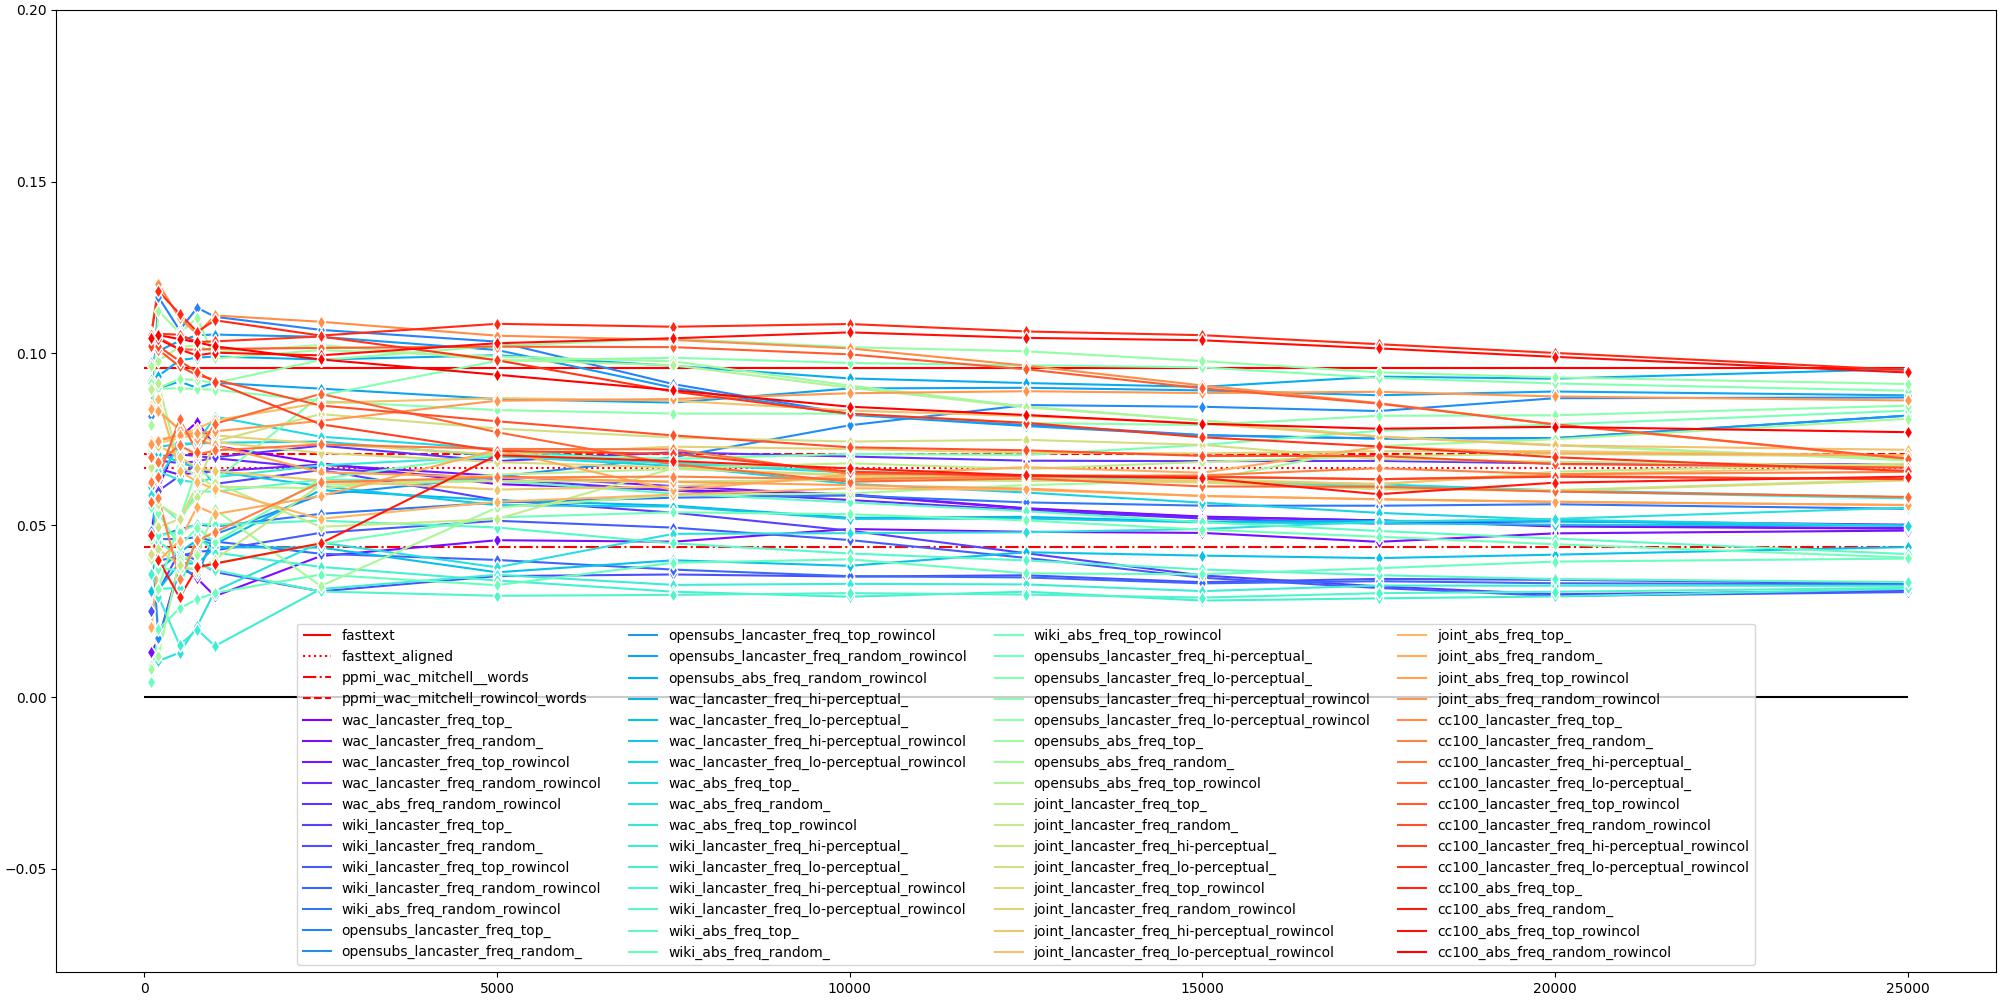 0.20
0.15
0.10
0.05
0.00
−0.05
fasttext
fasttext_aligned
ppmi_wac_mitchell__words
ppmi_wac_mitchell_rowincol_words
wac_lancaster_freq_top_
wac_lancaster_freq_random_
wac_lancaster_freq_top_rowincol
wac_lancaster_freq_random_rowincol
wac_abs_freq_random_rowincol
wiki_lancaster_freq_top_
wiki_lancaster_freq_random_
wiki_lancaster_freq_top_rowincol
wiki_lancaster_freq_random_rowincol
wiki_abs_freq_random_rowincol
opensubs_lancaster_freq_top_
opensubs_lancaster_freq_random_
opensubs_lancaster_freq_top_rowincol
opensubs_lancaster_freq_random_rowincol
opensubs_abs_freq_random_rowincol
wac_lancaster_freq_hi-perceptual_
wac_lancaster_freq_lo-perceptual_
wac_lancaster_freq_hi-perceptual_rowincol
wac_lancaster_freq_lo-perceptual_rowincol
wac_abs_freq_top_
wac_abs_freq_random_
wac_abs_freq_top_rowincol
wiki_lancaster_freq_hi-perceptual_
wiki_lancaster_freq_lo-perceptual_
wiki_lancaster_freq_hi-perceptual_rowincol
wiki_lancaster_freq_lo-perceptual_rowincol
wiki_abs_freq_top_
wiki_abs_freq_random_
wiki_abs_freq_top_rowincol
opensubs_lancaster_freq_hi-perceptual_
opensubs_lancaster_freq_lo-perceptual_
opensubs_lancaster_freq_hi-perceptual_rowincol
opensubs_lancaster_freq_lo-perceptual_rowincol
opensubs_abs_freq_top_
opensubs_abs_freq_random_
opensubs_abs_freq_top_rowincol
joint_lancaster_freq_top_
joint_lancaster_freq_random_
joint_lancaster_freq_hi-perceptual_
joint_lancaster_freq_lo-perceptual_
joint_lancaster_freq_top_rowincol
joint_lancaster_freq_random_rowincol
joint_lancaster_freq_hi-perceptual_rowincol
joint_lancaster_freq_lo-perceptual_rowincol
joint_abs_freq_top_
joint_abs_freq_random_
joint_abs_freq_top_rowincol
joint_abs_freq_random_rowincol
cc100_lancaster_freq_top_
cc100_lancaster_freq_random_
cc100_lancaster_freq_hi-perceptual_
cc100_lancaster_freq_lo-perceptual_
cc100_lancaster_freq_top_rowincol
cc100_lancaster_freq_random_rowincol
cc100_lancaster_freq_hi-perceptual_rowincol
cc100_lancaster_freq_lo-perceptual_rowincol
cc100_abs_freq_top_
cc100_abs_freq_random_
cc100_abs_freq_top_rowincol
cc100_abs_freq_random_rowincol
0
5000
10000
15000
20000
25000